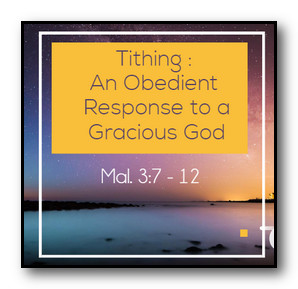 Tithing :
An Obedient
Response to a
Gracious God
Mal. 3:7 - 12